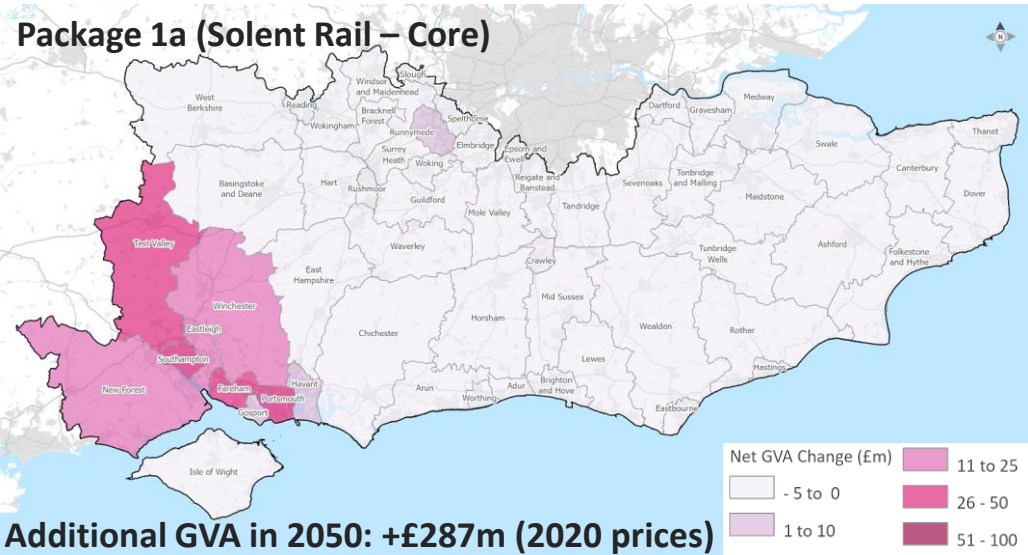 Package 1a (Solent Rail – Core)
N
Slough
Windsor
and Maidenhead
West
Berkshire
Reading
Bracknell
Forest
Wokingham
Runnymede
Spelthorne
Dartford
Gravesham
Medway
Elmbridge
Surrey
Heath
Woking
Epsom and
Ewell
Swale
Thanet
Basingstoke
and Deane
Hart
Rushmoor
Guildford
Reigate and
Banstead
Sevenoaks
Tonbridge
and Malling
Maidstone
Canterbury
Dover
Mole Valley
Tandridge
Test Valley
Waverley
Tunbridge
Wells
Ashford
Folkestone
and Hythe
East
Hampshire
Crawley
Winchester
Mid Sussex
Eastleigh
Chichester
Horsham
Wealden
Rother
Southampton
Lewes
Hastings
New Forest
Fareham
Havant
Portsmouth
Gosport
Arun
Worthing
Adur
Brighton
and Hove
Eastbourne
Isle of Wight
Net GVA Change (£m)
- 5 to 0
1 to 10
11 to 25
26 - 50
51 - 100
Additional GVA in 2050: +£287m (2020 prices)